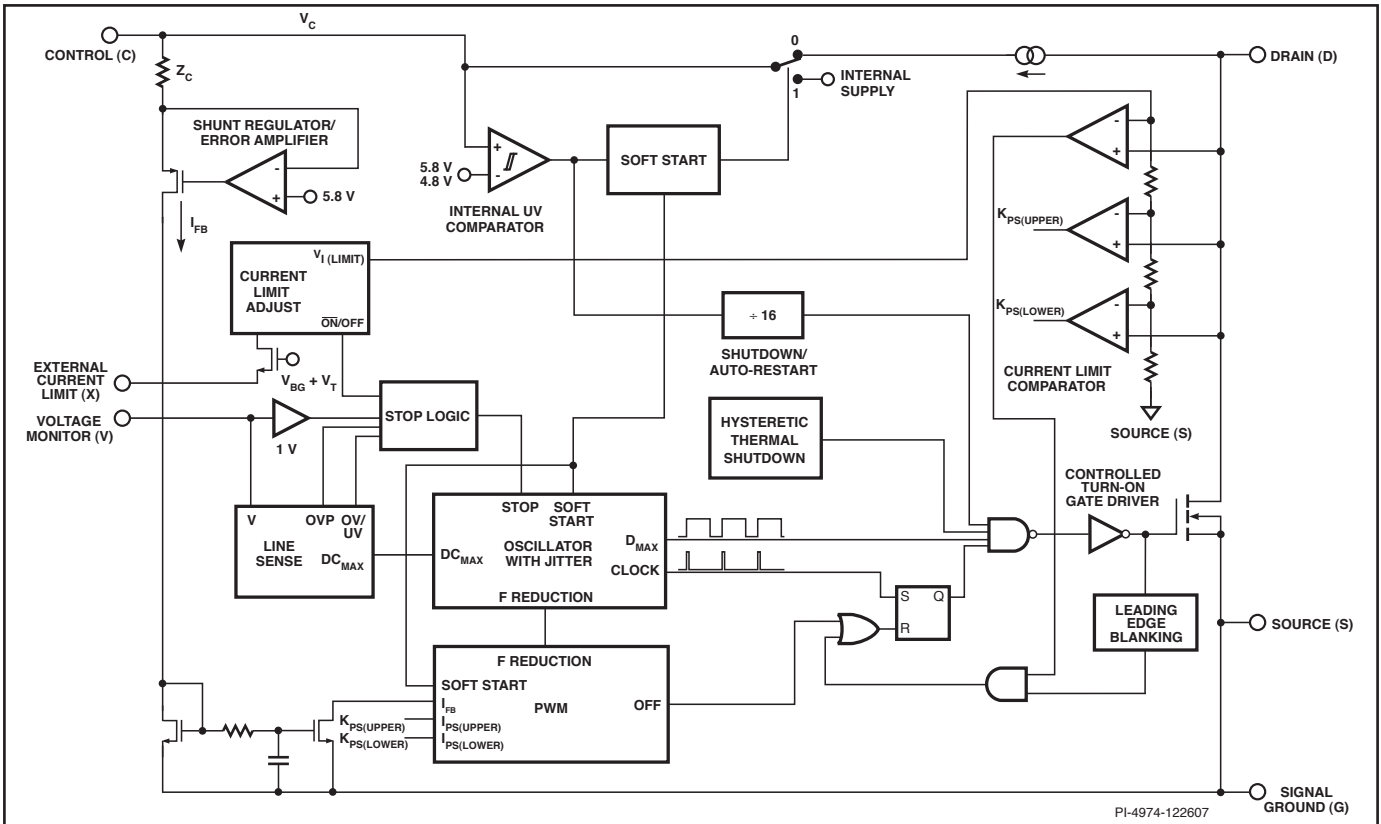 V_C
CONTROL (C)
Z_C
0
1
INTERNAL
SUPPLY
DRAIN (D)
SHUNT REGULATOR/
ERROR AMPLIFIER
-
+
5.8 V
I_FB
+
-
5.8 V
4.8 V
INTERNAL UV
COMPARATOR
SOFT START
-
+
K_PS(UPPER)
-
+
K_PS(LOWER)
-
+
CURRENT LIMIT
COMPARATOR
SOURCE (S)
V_I (LIMIT)
CURRENT
LIMIT
ADJUST
ON/OFF
÷ 16
SHUTDOWN/
AUTO-RESTART
EXTERNAL
CURRENT
LIMIT (X)
V_BG + V_T
VOLTAGE
MONITOR (V)
1 V
STOP LOGIC
HYSTERETIC
THERMAL
SHUTDOWN
CONTROLLED
TURN-ON
GATE DRIVER
V
OVP
OV/
UV
LINE
SENSE
DC_MAX
STOP
SOFT
START
DC_MAX
OSCILLATOR
WITH JITTER
D_MAX
CLOCK
F REDUCTION
S
Q
R
LEADING
EDGE
BLANKING
SOURCE (S)
F REDUCTION
SOFT START
I_FB
PWM
OFF
K_PS(UPPER)
I_PS(UPPER)
K_PS(LOWER)
I_PS(LOWER)
SIGNAL
GROUND (G)
PI-4974-122607